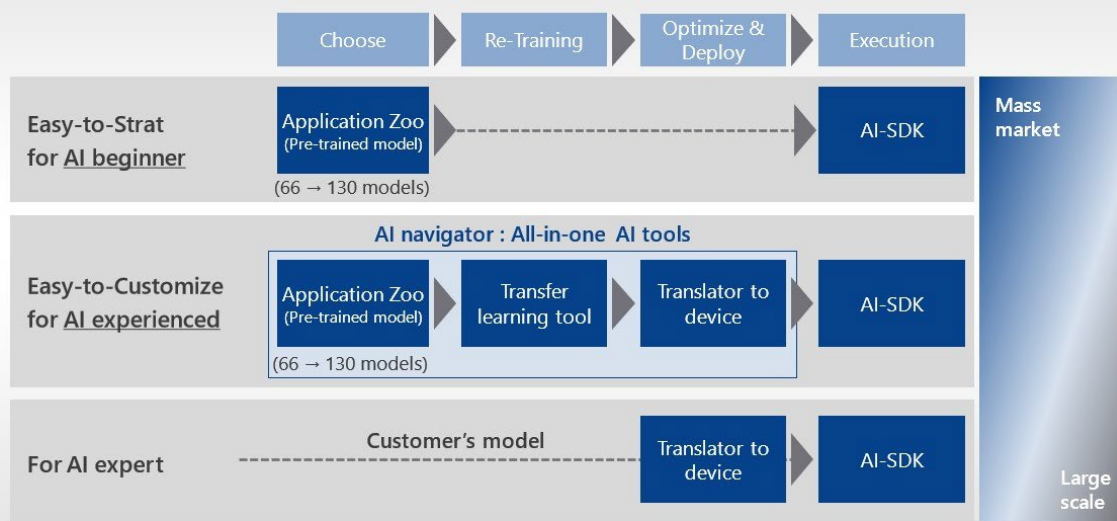 Choose
Re-Training
Optimize &
Deploy
Execution
Easy-to-Strat
for AI beginner
Application Zoo
(Pre-trained model)
(66 → 130 models)
AI-SDK
Mass
market
AI navigator : All-in-one AI tools
Easy-to-Customize
for AI experienced
Application Zoo
(Pre-trained model)
(66 → 130 models)
Transfer
learning tool
Translator to
device
AI-SDK
For AI expert
Customer’s model
Translator to
device
AI-SDK
Large
scale